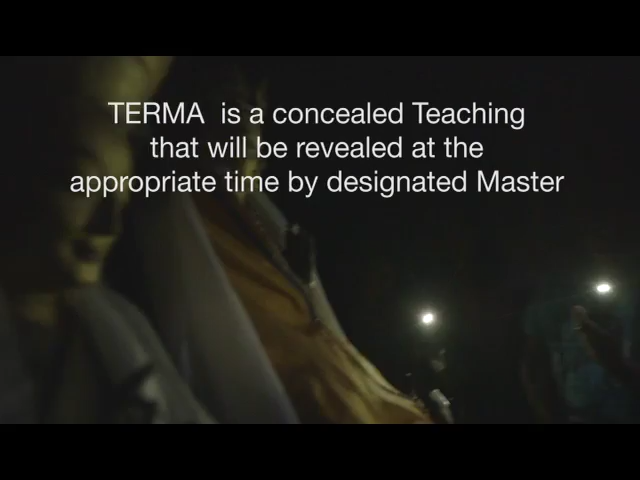 TERMA  is a concealed Teaching
that will be revealed at the
appropriate time by designated Master